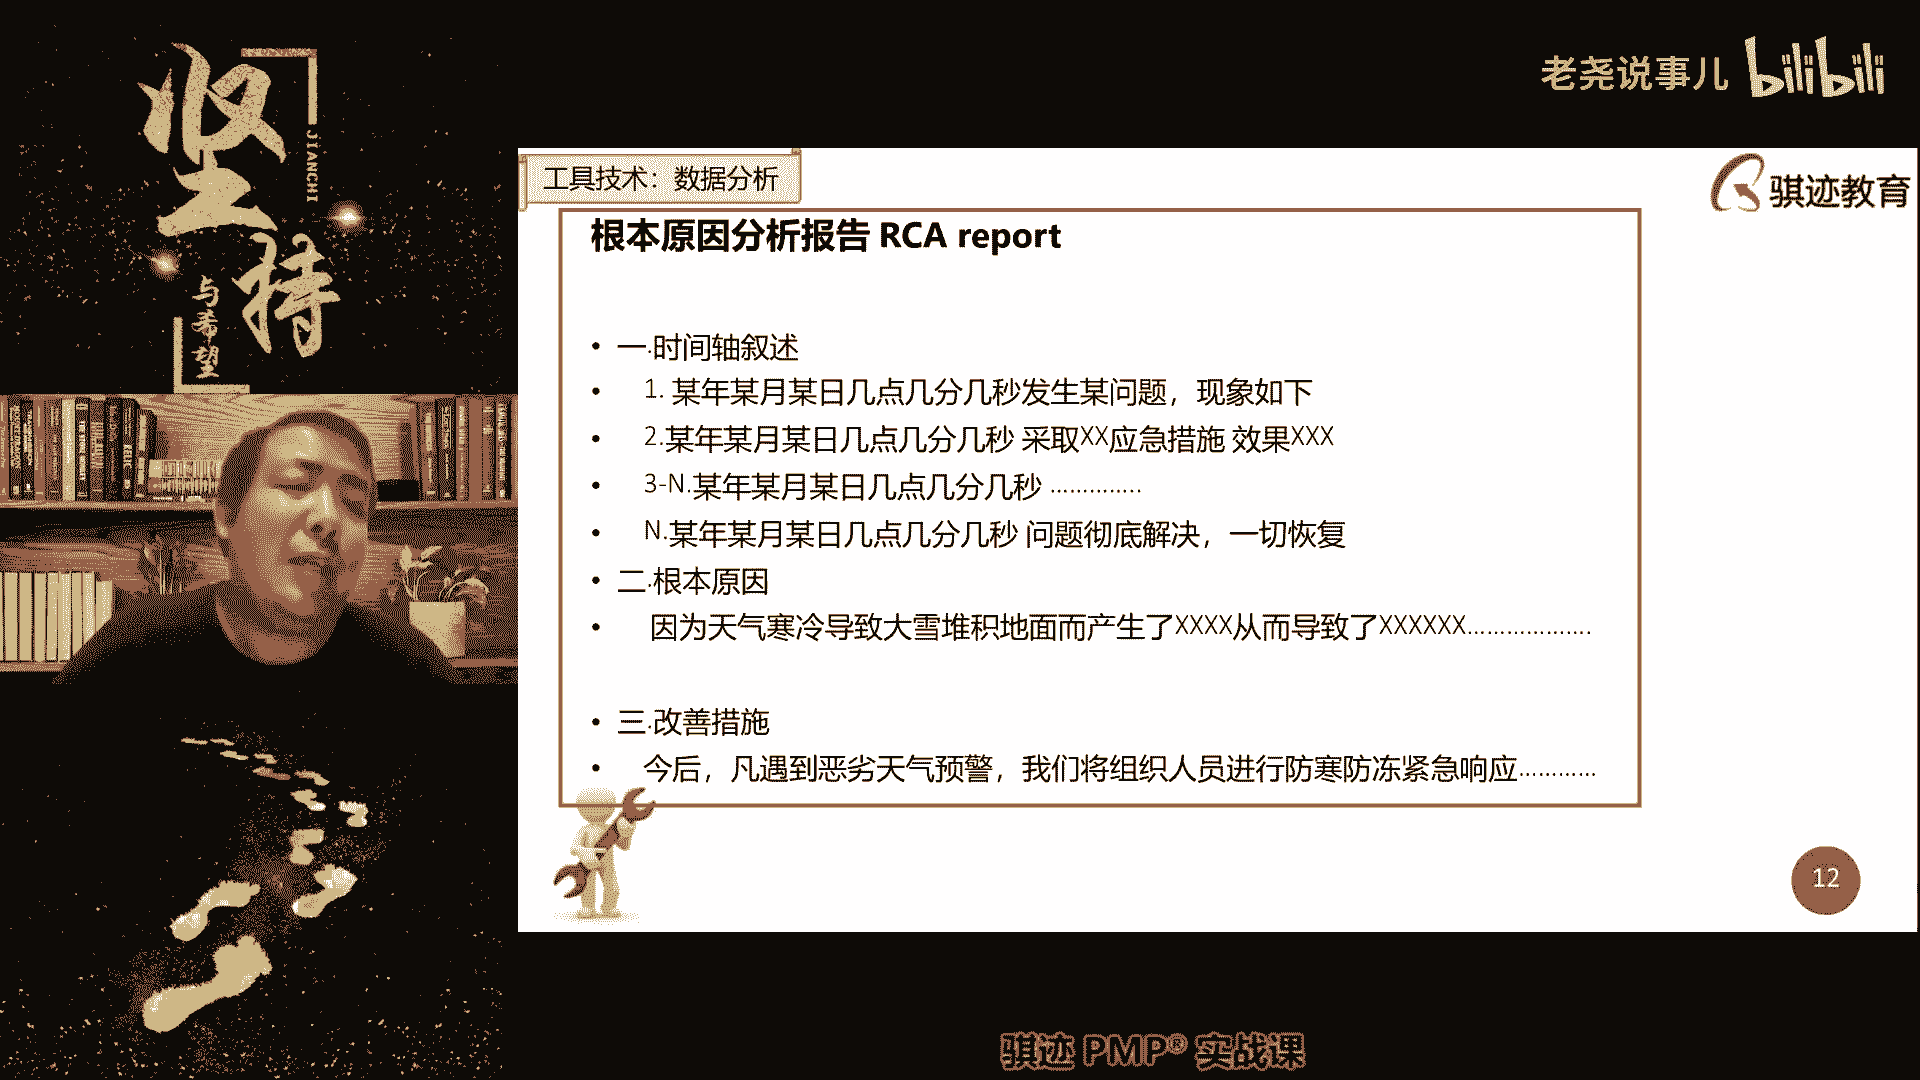 坚持
JIANCHI
与希望
老尧说事儿 bilibili
工具技术：数据分析
骐迹教育
根本原因分析报告 RCA report
• 一.时间轴叙述
• 1. 某年某月某日几点几分几秒发生某问题，现象如下
• 2.某年某月某日几点几分几秒 采取XX应急措施 效果XXX
• 3-N.某年某月某日几点几分几秒 .............
• N.某年某月某日几点几分几秒 问题彻底解决，一切恢复
• 二.根本原因
• 因为天气寒冷导致大雪堆积地面而产生了XXXX从而导致了XXXXXX...................
• 三.改善措施
• 今后，凡遇到恶劣天气预警，我们将组织人员进行防寒防冻紧急响应............
12
骐迹 PMP® 实战课